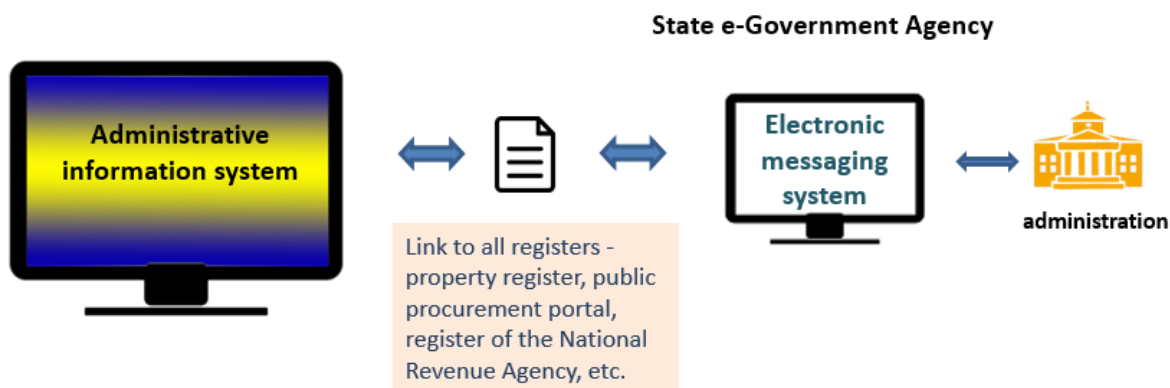 State e-Government Agency
Administrative
information system
Electronic
messaging
system
administration
Link to all registers -
property register, public
procurement portal,
register of the National
Revenue Agency, etc.